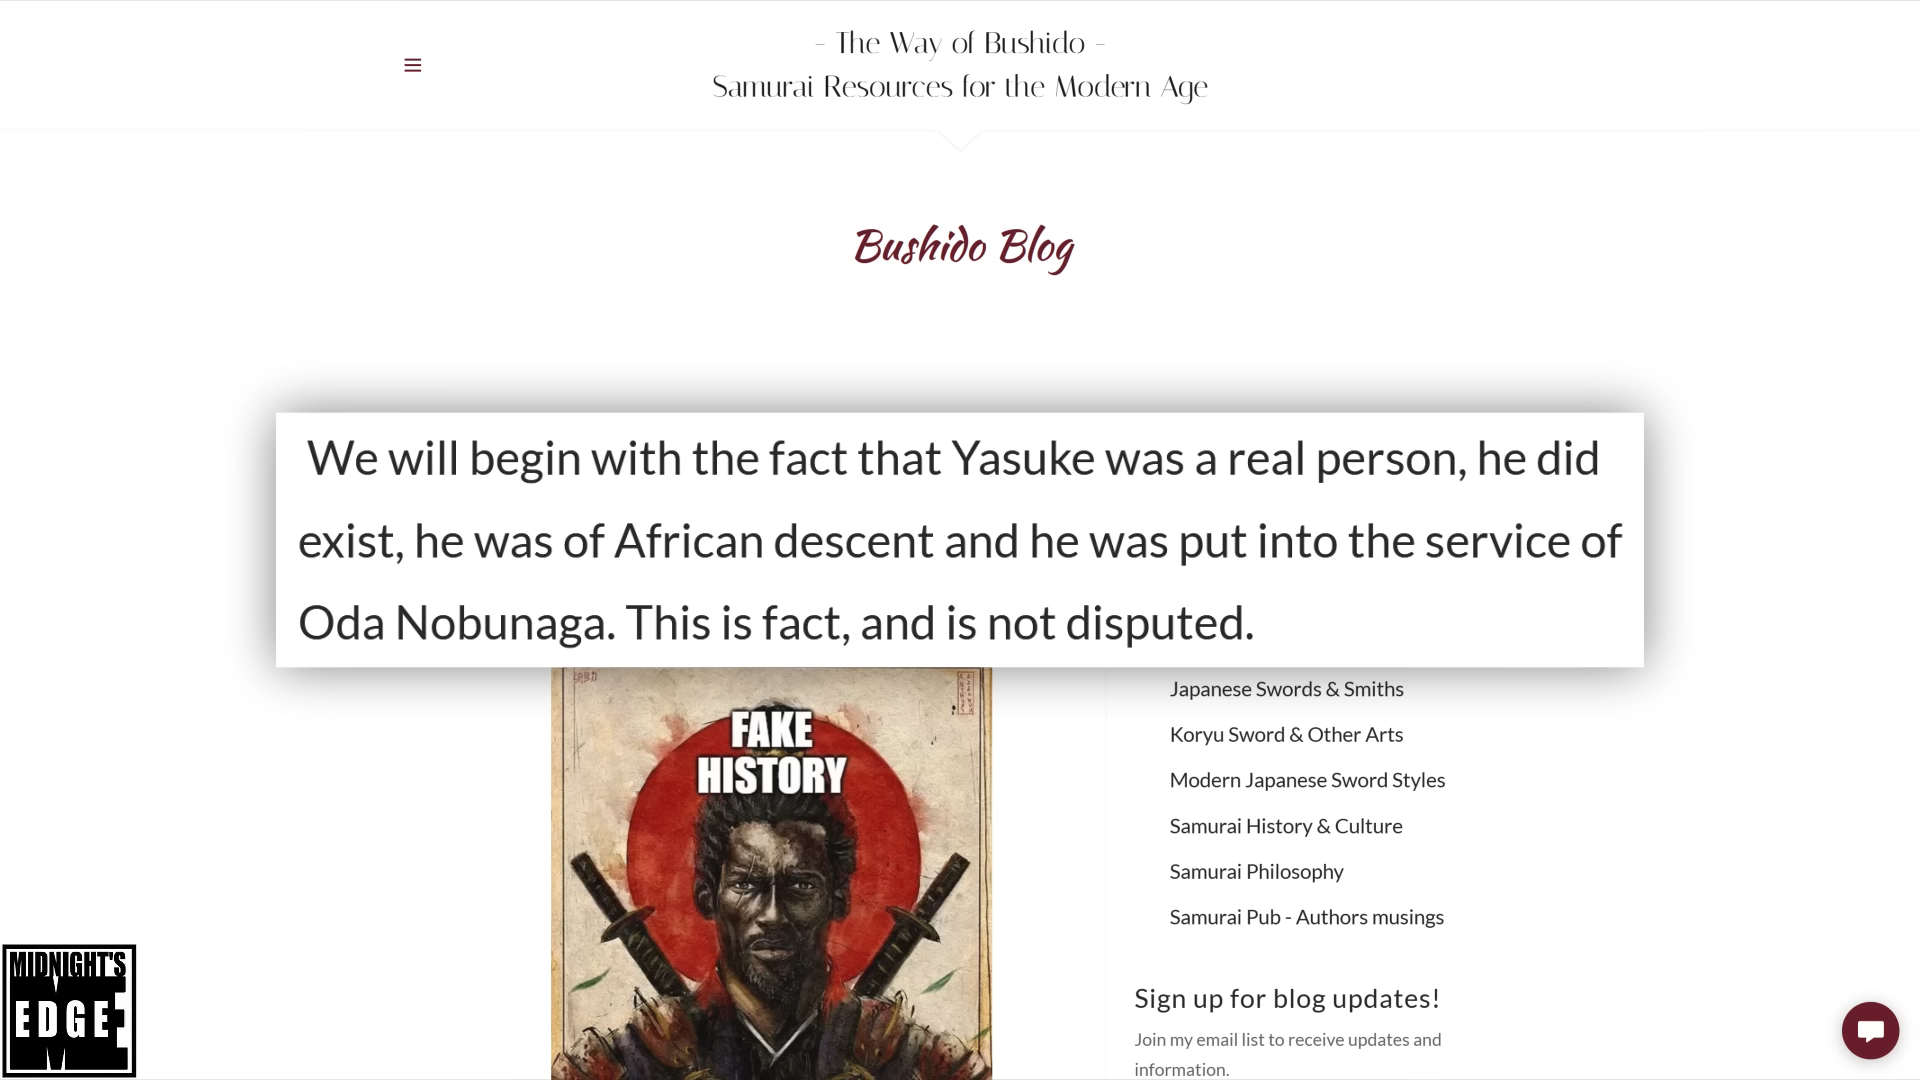 - The Way of Bushido -
Samurai Resources for the Modern Age
Bushido Blog
We will begin with the fact that Yasuke was a real person, he did
exist, he was of African descent and he was put into the service of
Oda Nobunaga. This is fact, and is not disputed.
FAKE
HISTORY
Japanese Swords & Smiths
Koryu Sword & Other Arts
Modern Japanese Sword Styles
Samurai History & Culture
Samurai Philosophy
Samurai Pub - Authors musings
Sign up for blog updates!
Join my email list to receive updates and
information.
MIDNIGHT'S
EDGE